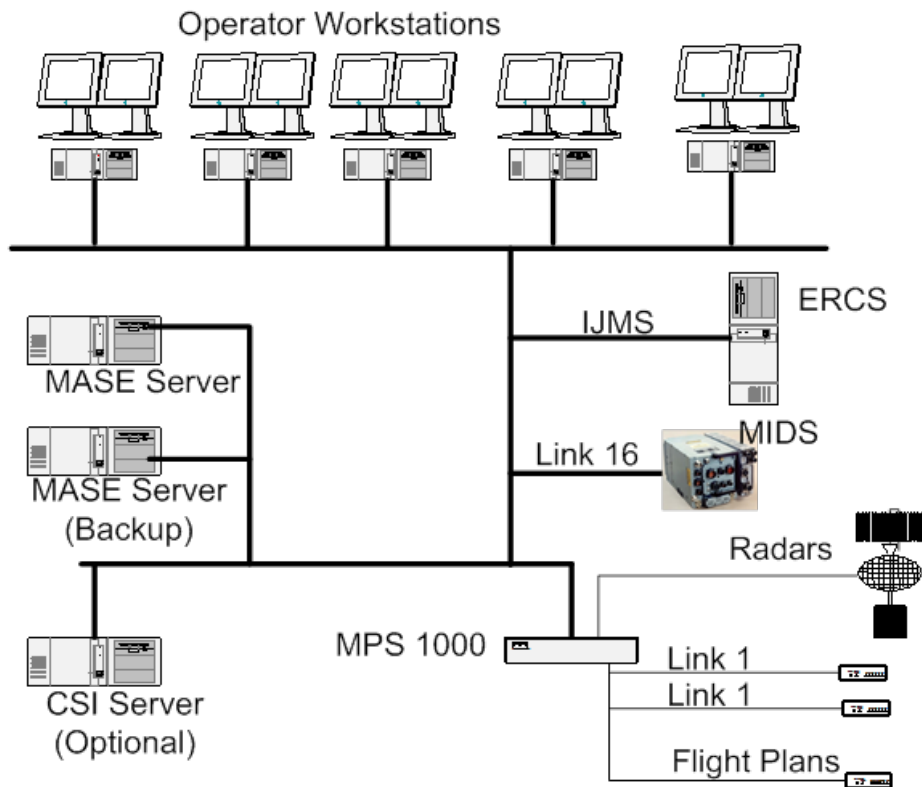 Operator Workstations
ERCS
IJMS
MASE Server
MIDS
Link 16
MASE Server
(Backup)
Radars
MPS 1000
Link 1
CSI Server
Link 1
(Optional)
Flight Plans